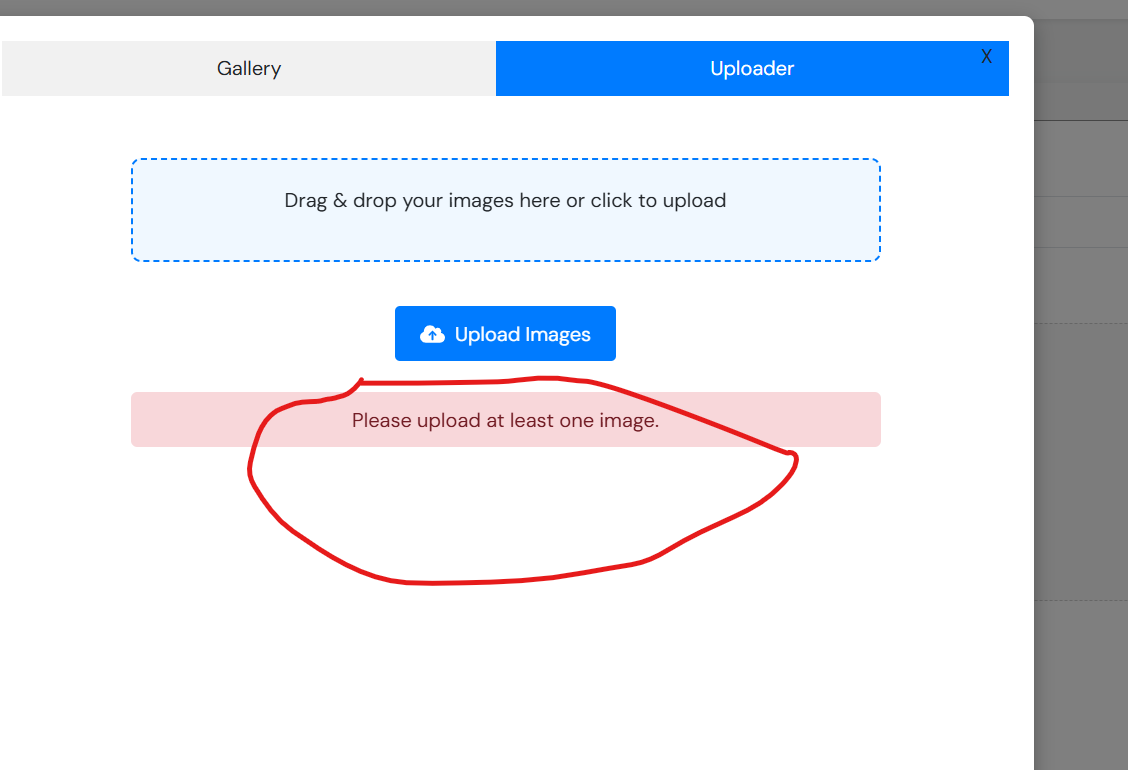 Gallery
Uploader
X
Drag & drop your images here or click to upload
Upload Images
Please upload at least one image.